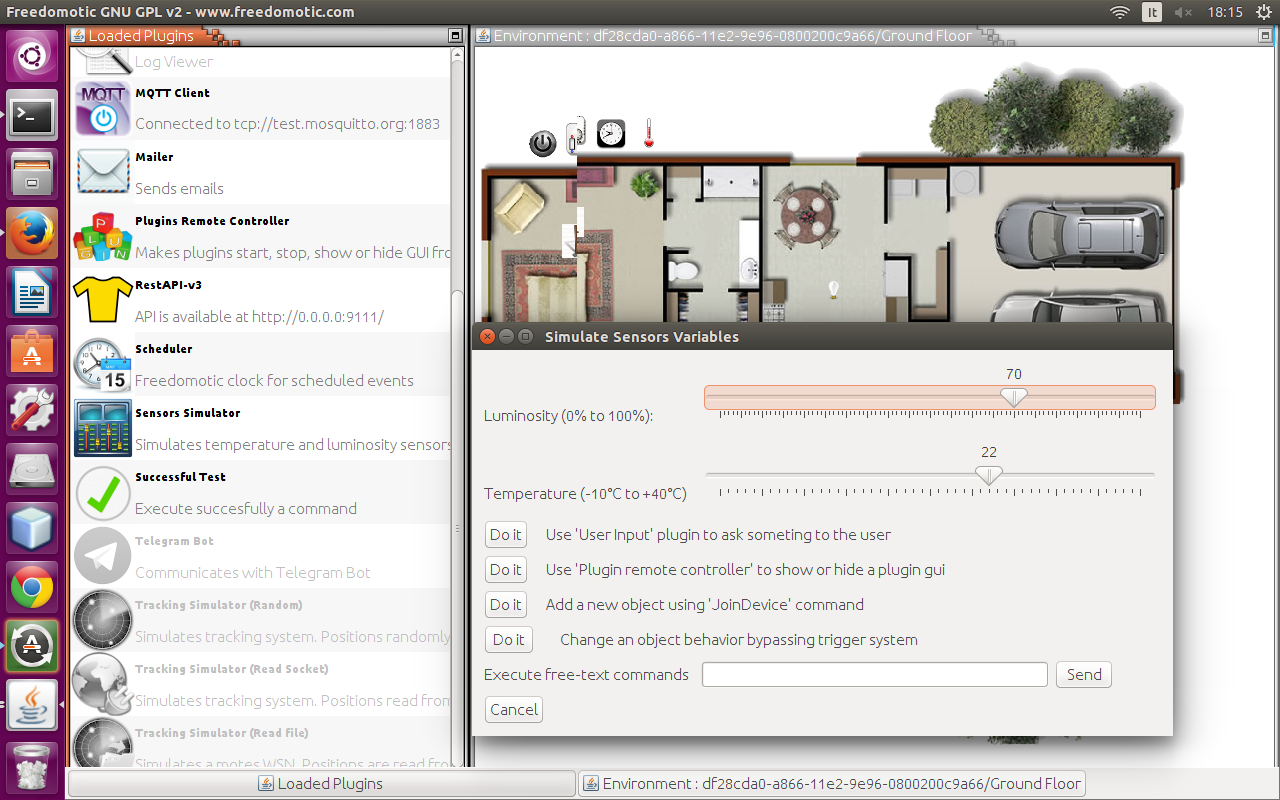 Freedomotic GNU GPL v2 - www.freedomotic.com
It
18:15
Loaded Plugins
Environment : df28cda0-a866-11e2-9e96-0800200c9a66/Ground Floor
Log Viewer
MQTT
MQTT Client
Connected to tcp://test.mosquitto.org:1883
Mailer
Sends emails
PLUGIN
Plugins Remote Controller
Makes plugins start, stop, show or hide GUI fro
RestAPI-v3
API is available at http://0.0.0.0:9111/
15
Scheduler
Freedomotic clock for scheduled events
Sensors Simulator
Simulates temperature and luminosity sensors
Successful Test
Execute succesfully a command
Telegram Bot
Communicates with Telegram Bot
Tracking Simulator (Random)
Simulates tracking system. Positions randomly
Tracking Simulator (Read Socket)
Simulates tracking system. Positions read from
Tracking Simulator (Read file)
Simulates a motes WSN. Positions are read from
Simulate Sensors Variables
70
Luminosity (0% to 100%):
22
Temperature (-10°C to +40°C)
Do it Use 'User Input' plugin to ask someting to the user
Do it Use 'Plugin remote controller' to show or hide a plugin gui
Do it Add a new object using 'JoinDevice' command
Do it Change an object behavior bypassing trigger system
Execute free-text commands Send
Cancel
Loaded Plugins
Environment : df28cda0-a866-11e2-9e96-0800200c9a66/Ground Floor